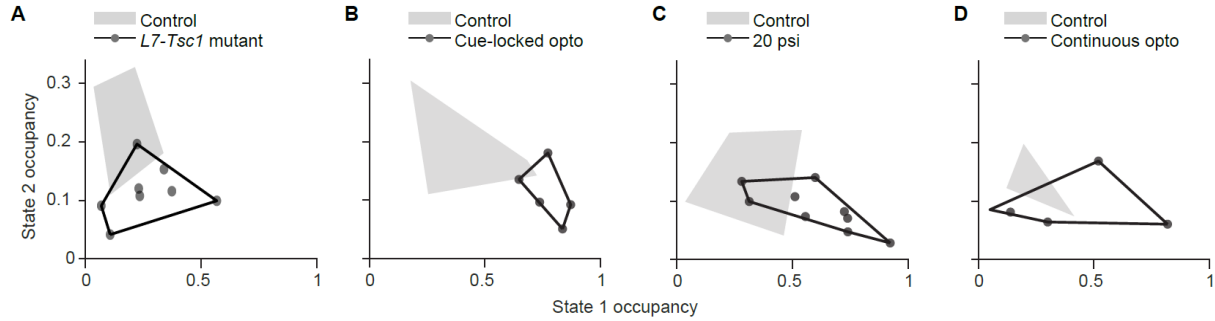 A
Control
L7-Tsc1 mutant
B
Control
Cue-locked opto
C
Control
20 psi
D
Control
Continuous opto
State 2 occupancy
0.3
0.2
0.1
0
0 0.5 1
0 0.5 1
0 0.5 1
0 0.5 1
State 1 occupancy